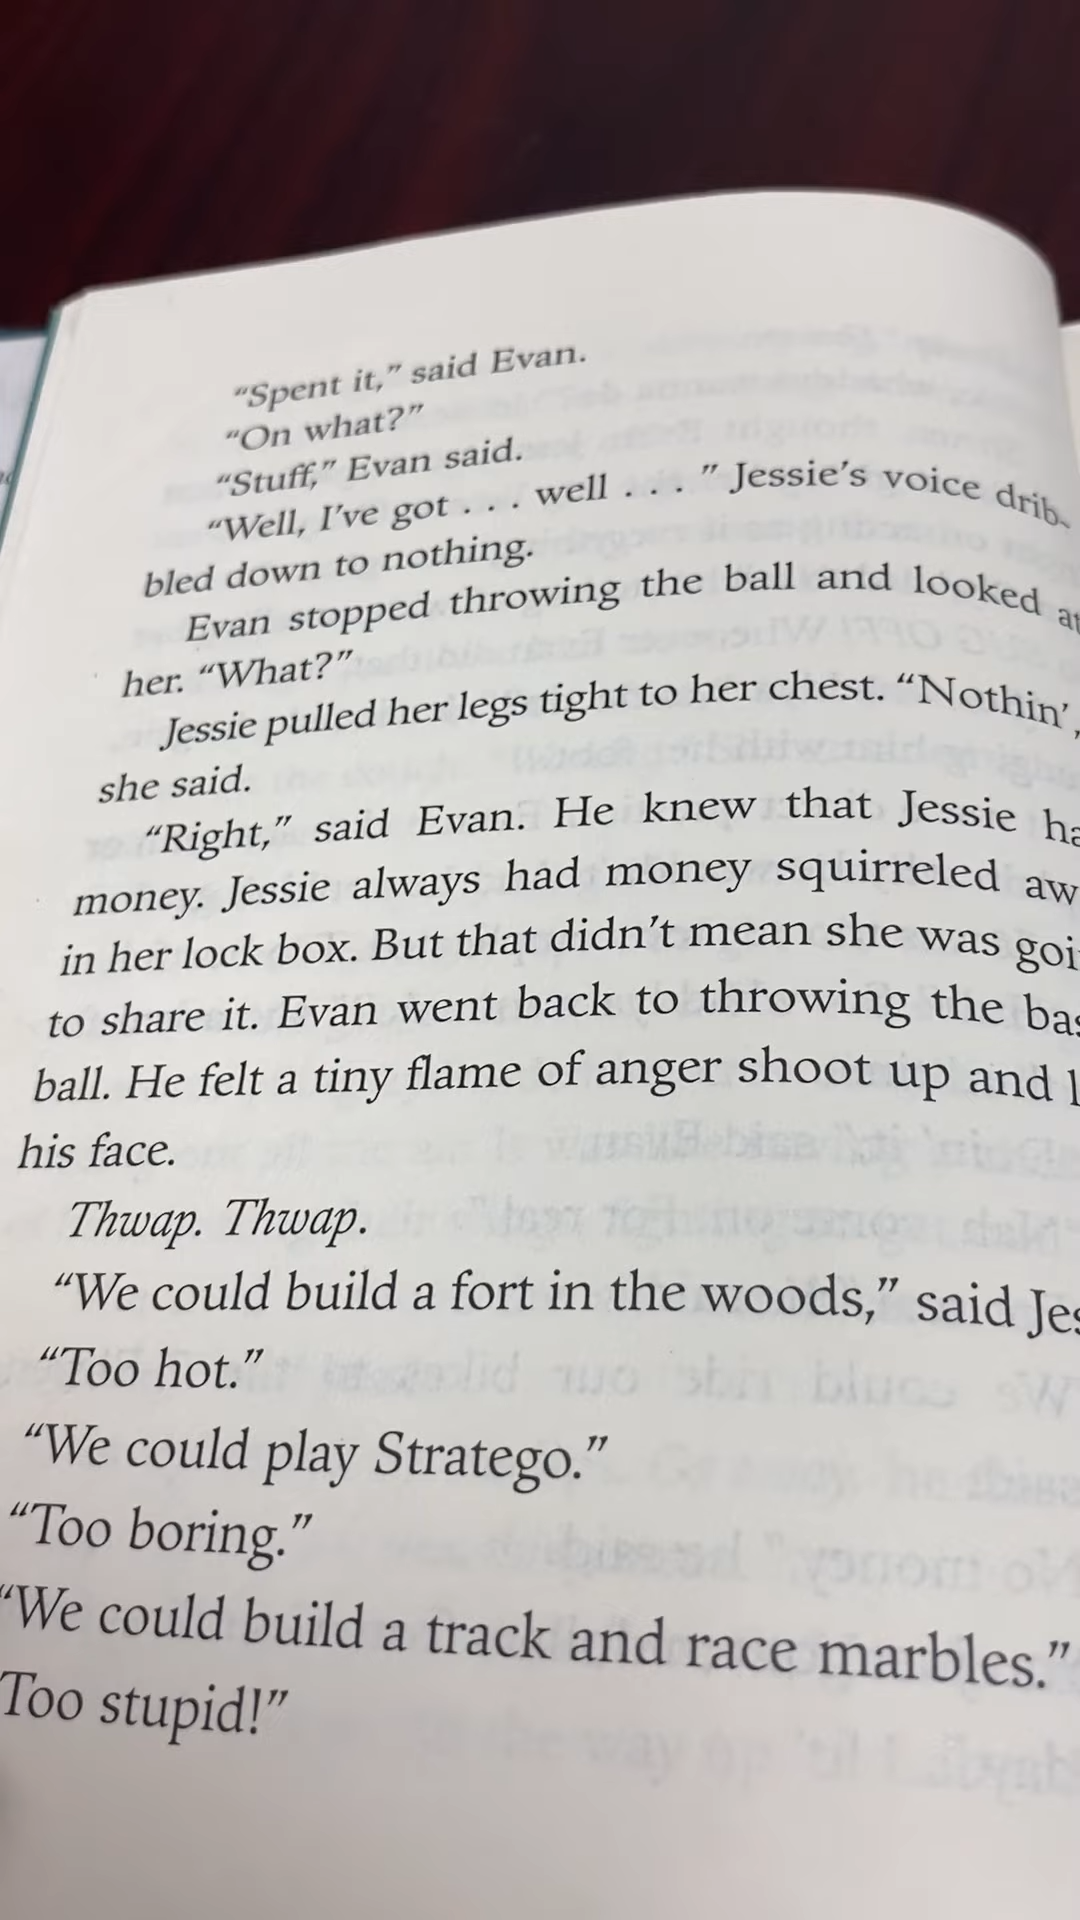 “Spent it,” said Evan.
“On what?”
“Stuff,” Evan said.
“Well, I’ve got . . . well . . . ” Jessie’s voice drib-
bled down to nothing.
Evan stopped throwing the ball and looked at
her. “What?”
Jessie pulled her legs tight to her chest. “Nothin’,
she said.
“Right,” said Evan. He knew that Jessie
money. Jessie always had money squirreled
in her lock box. But that didn’t mean she was
to share it. Evan went back to throwing the
ball. He felt a tiny flame of anger shoot up and
his face.
Thwap. Thwap.
“We could build a fort in the woods,” said
“Too hot.”
“We could play Stratego.”
“Too boring.”
“We could build a track and race marbles.”
Too stupid!”